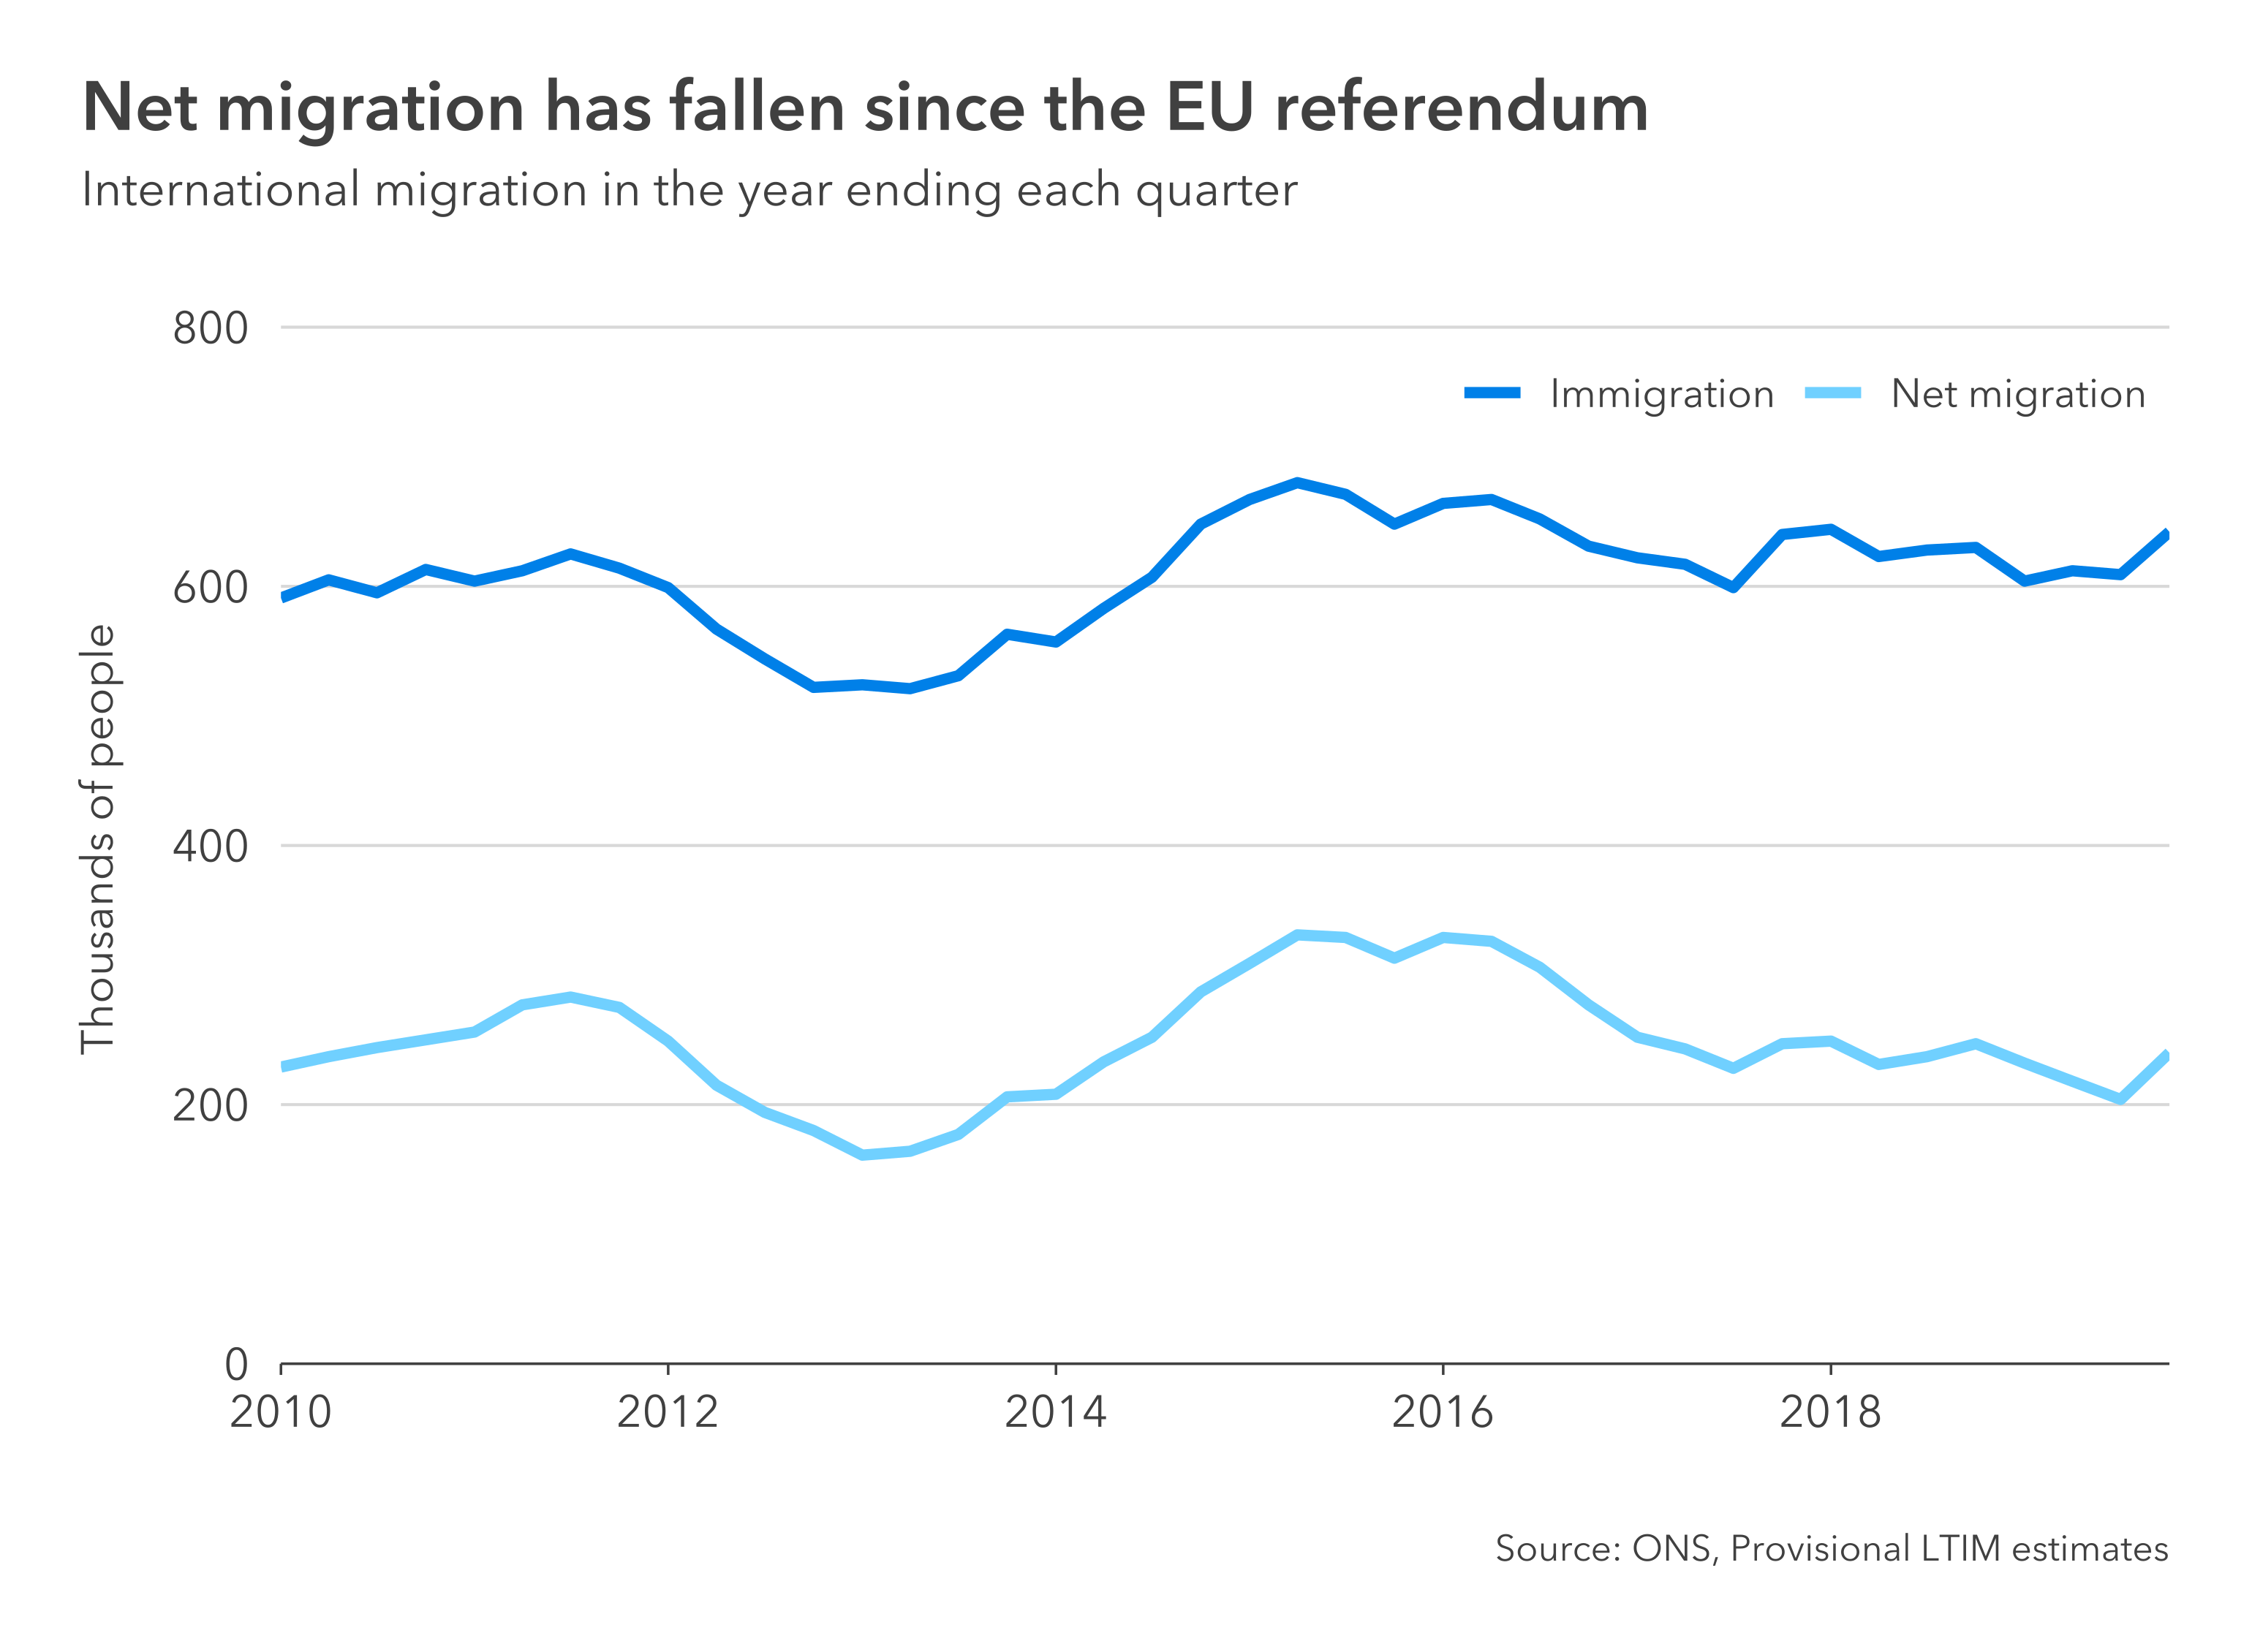 Net migration has fallen since the EU referendum
International migration in the year ending each quarter
800
Immigration Net migration
600
Thousands of people
400
200
0
2010 2012 2014 2016 2018
Source: ONS, Provisional LTIM estimates